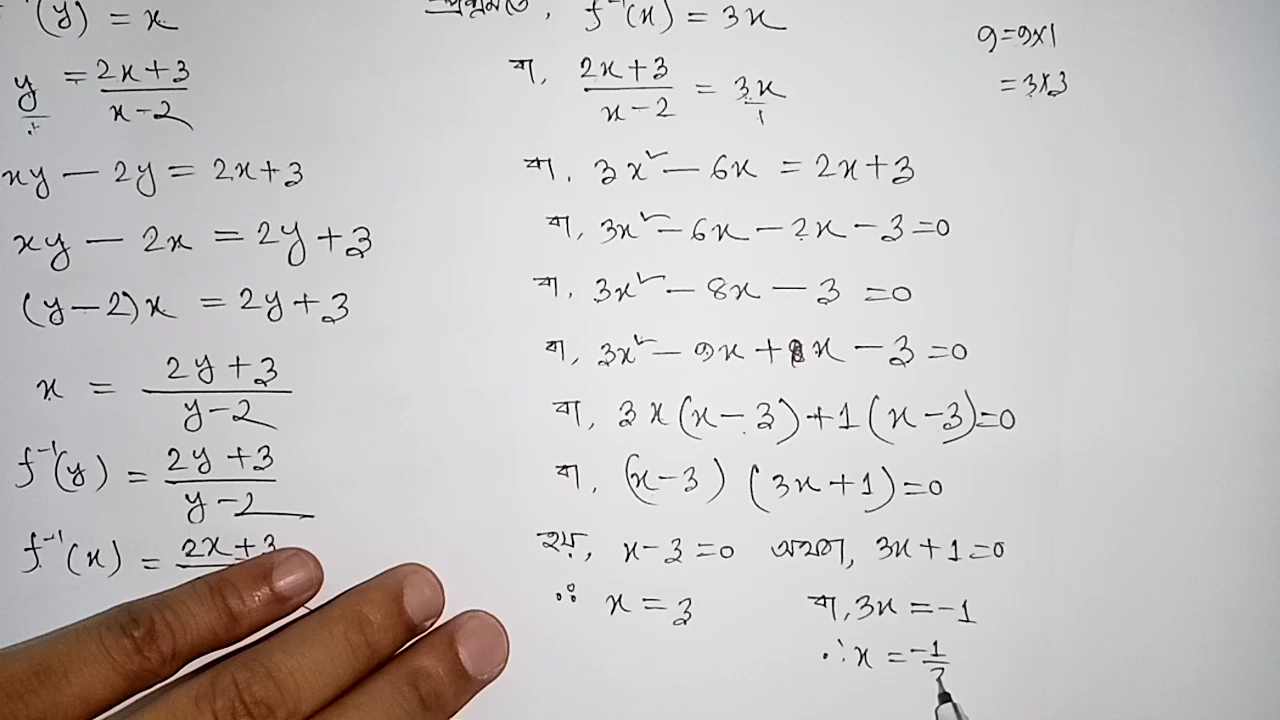 (y) = x
y = 2x+3 / x-2
xy - 2y = 2x+3
xy - 2x = 2y+3
(y-2)x = 2y+3
x = 2y+3 / y-2
f⁻¹(y) = 2y+3 / y-2
f⁻¹(x) = 2x+3
প্রশ্নমতে, f⁻¹(x) = 3x
বা, 2x+3 / x-2 = 3x / 1
বা, 3x² - 6x = 2x+3
বা, 3x² - 6x - 2x - 3 = 0
বা, 3x² - 8x - 3 = 0
বা, 3x² - 9x + x - 3 = 0
বা, 3x(x-3)+1(x-3)=0
বা, (x-3) (3x+1)=0
হয়, x-3=0 অথবা, 3x+1=0
∴ x = 3 বা, 3x = -1
∴ x = -1/3
9=9×1
= 3×3